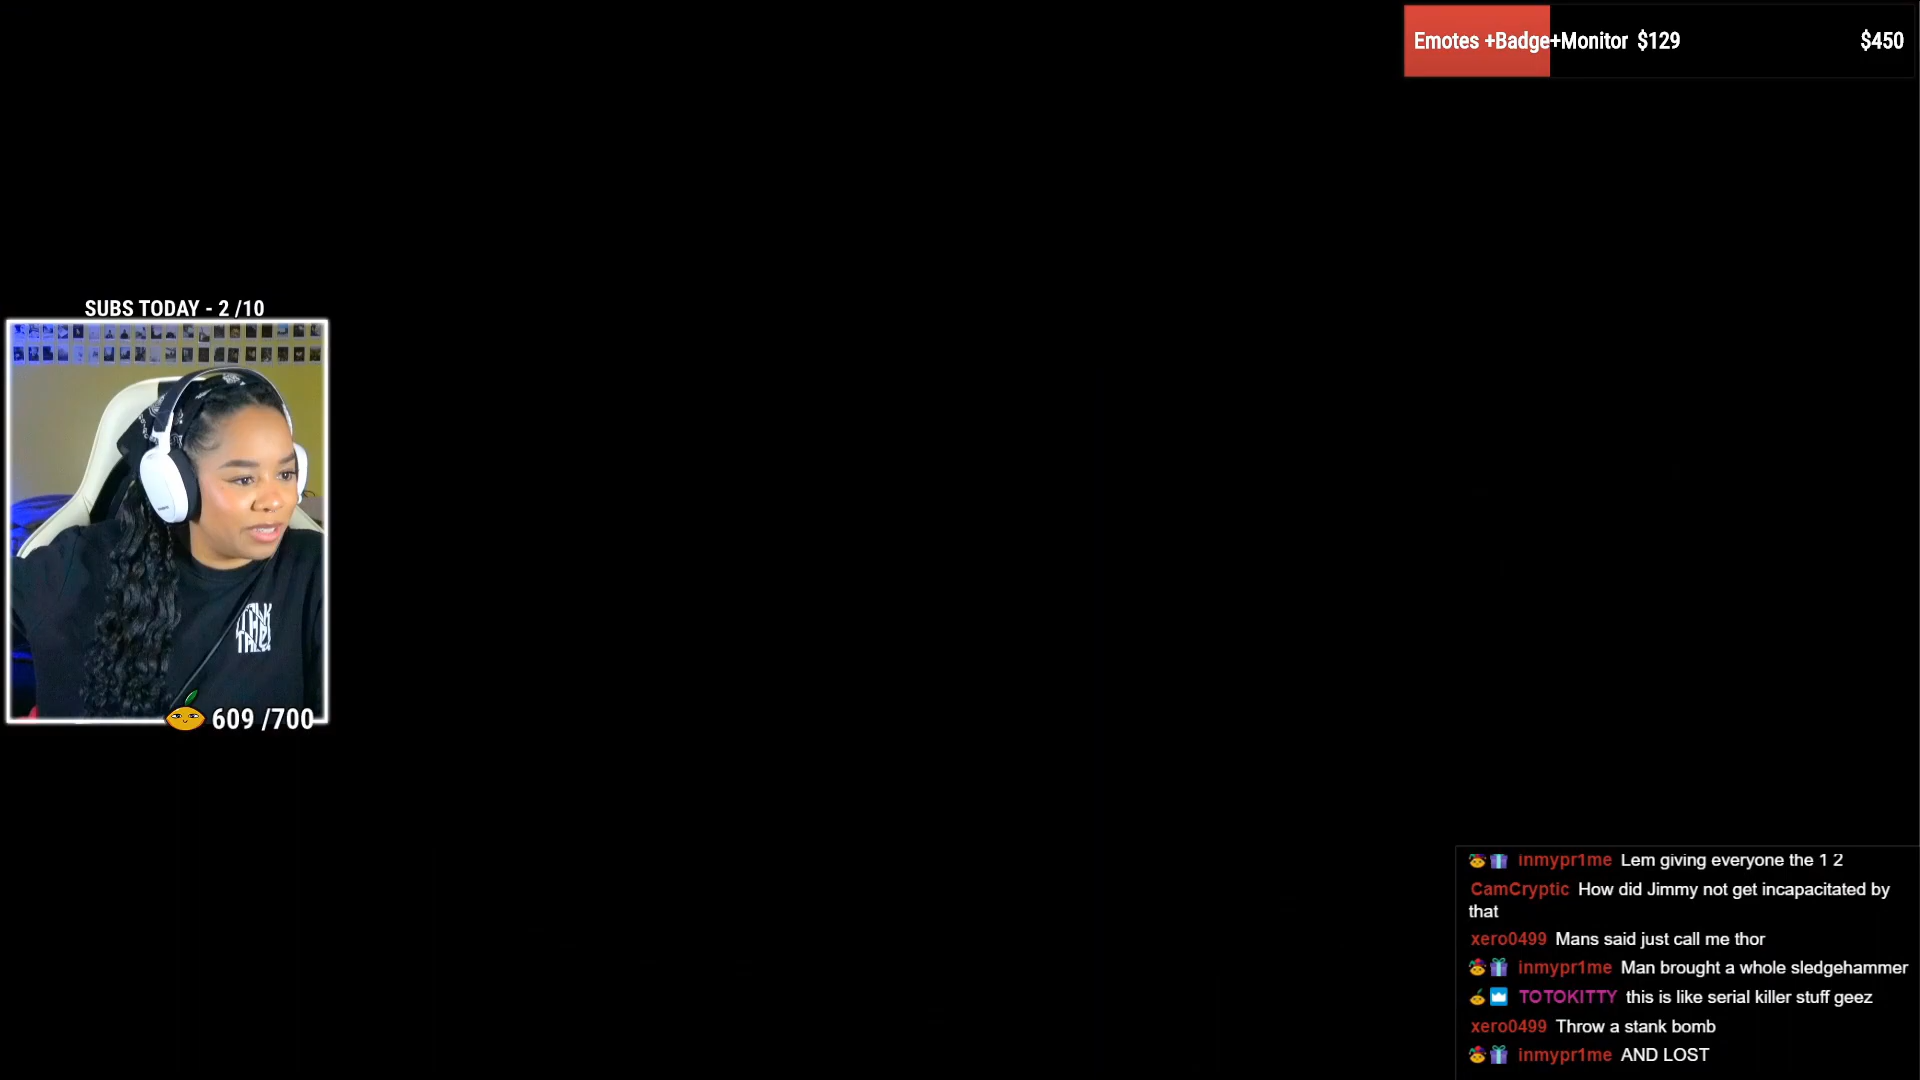 Emotes +Badge+Monitor $129 $450
SUBS TODAY - 2 /10
609 /700
inmypr1me Lem giving everyone the 1 2
CamCryptic How did Jimmy not get incapacitated by
that
xero0499 Mans said just call me thor
inmypr1me Man brought a whole sledgehammer
TOTOKITTY this is like serial killer stuff geez
xero0499 Throw a stank bomb
inmypr1me AND LOST